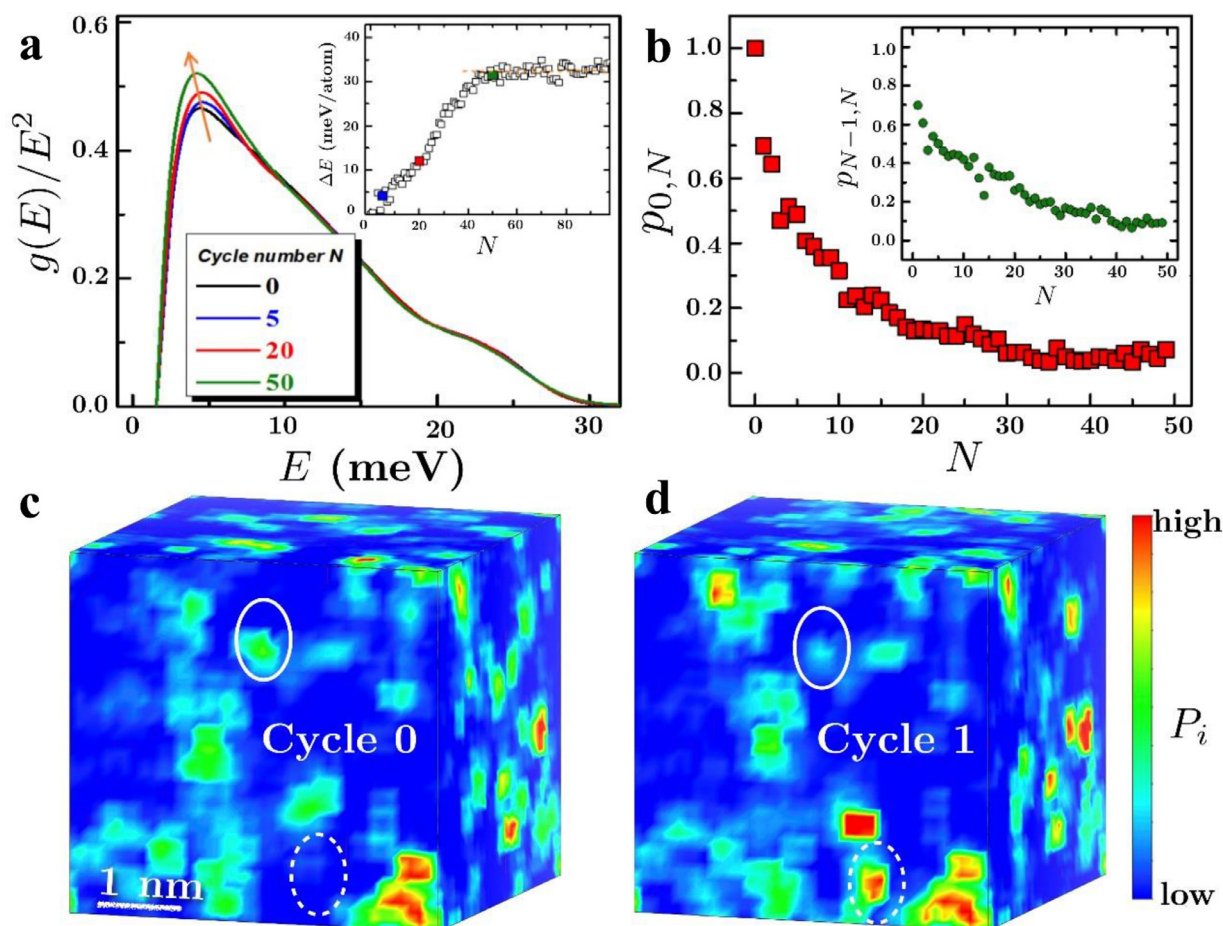 a
g(E)/E²
0.6
0.4
0.2
0.0
0
10
20
30
E (meV)
Cycle number N
0
5
20
50
ΔE (meV/atom)
40
30
20
10
0
0 20 40 60 80
N
b
p₀,N
1.0
0.8
0.6
0.4
0.2
0.0
0 10 20 30 40 50
N
pN−1,N
1.0
0.8
0.6
0.4
0.2
0.0
0 10 20 30 40 50
N
c
Cycle 0
1 nm
d
Cycle 1
high
Pᵢ
low